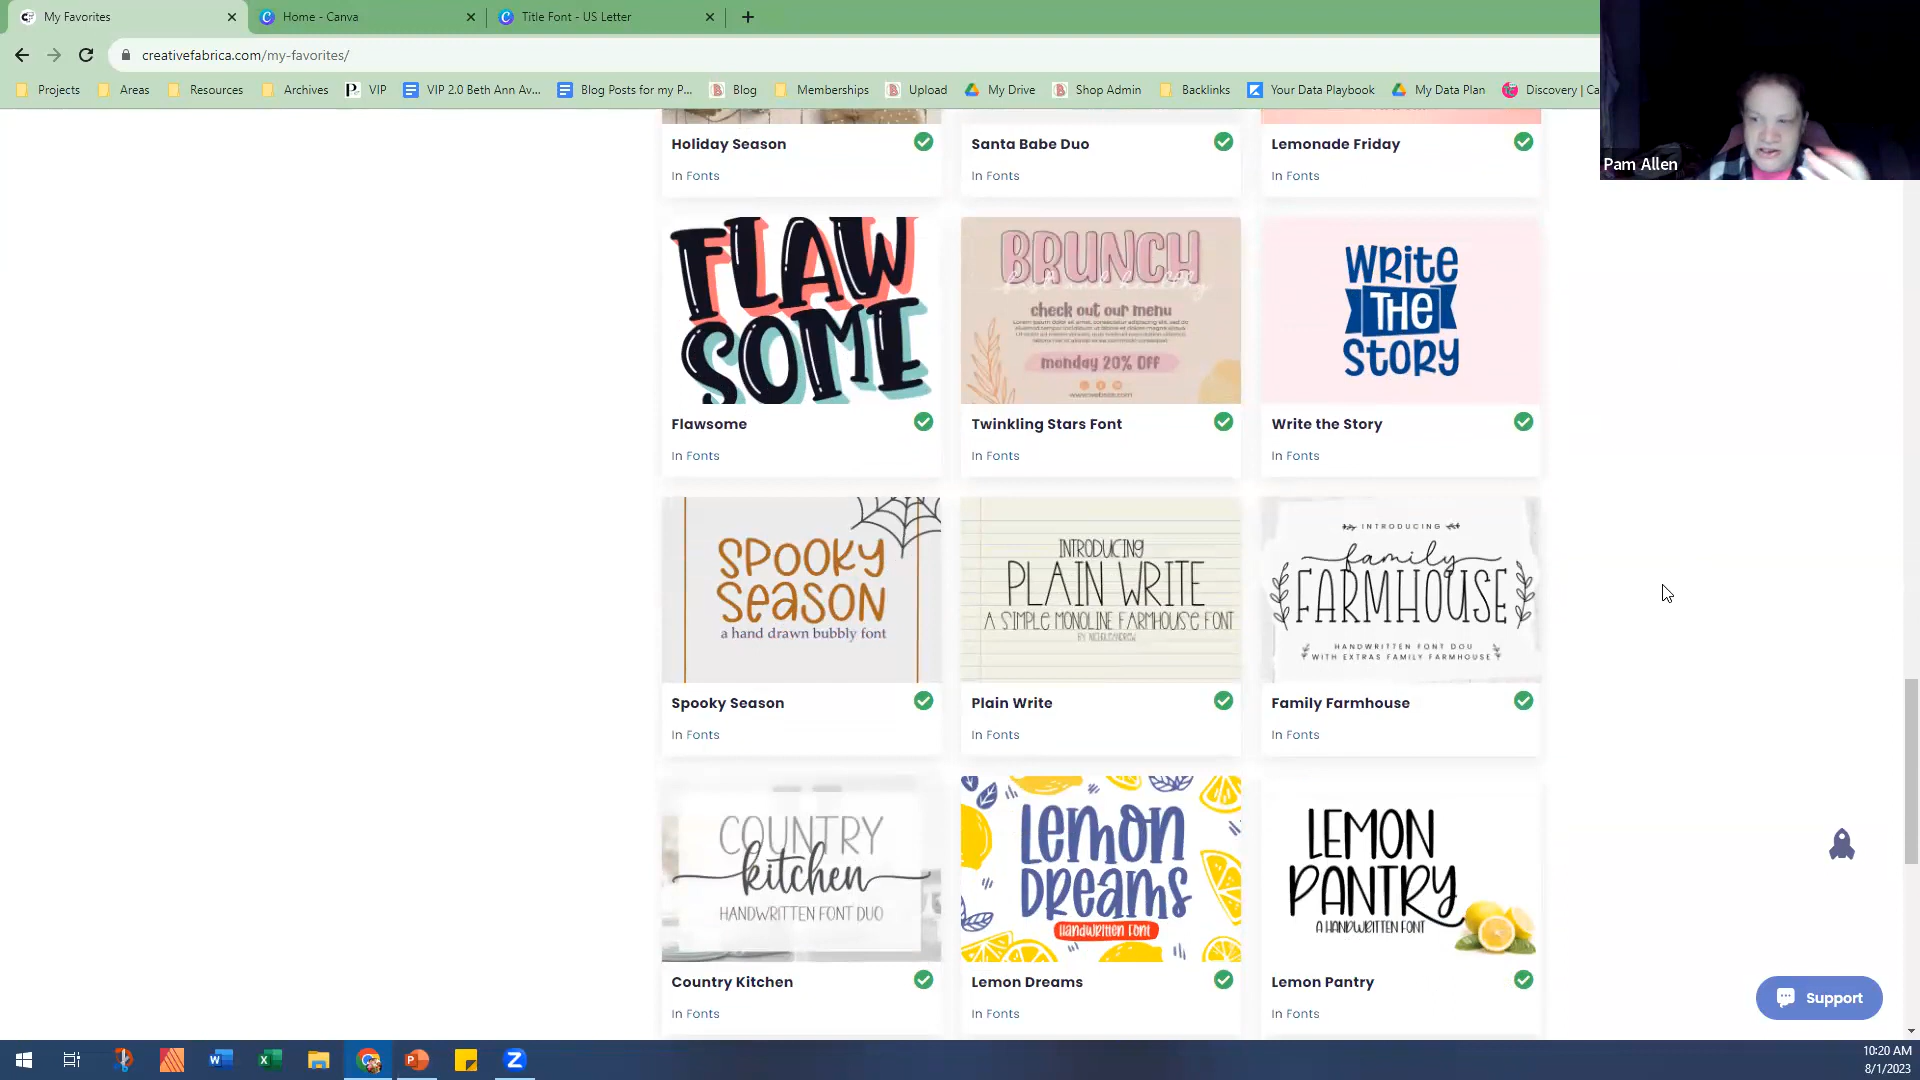 My Favorites
Home - Canva
Title Font - US Letter
creativefabrica.com/my-favorites/
Projects
Areas
Resources
Archives
VIP
VIP 2.0 Beth Ann Av...
Blog Posts for my P...
Blog
Memberships
Upload
My Drive
Shop Admin
Backlinks
Your Data Playbook
My Data Plan
Discovery | Ca
Pam Allen
Holiday Season
In Fonts
Santa Babe Duo
In Fonts
Lemonade Friday
In Fonts
FLAW
SOME
Flawsome
In Fonts
BRUNCH
check out our menu
monday 20% Off
Twinkling Stars Font
In Fonts
Write
THE
Story
Write the Story
In Fonts
SPOOKY
SEASON
a hand drawn bubbly font
Spooky Season
In Fonts
INTRODUCING
PLAIN WRITE
A SIMPLE MONOLINE FARMHOUSE FONT
Plain Write
In Fonts
INTRODUCING
family
FARMHOUSE
HANDWRITTEN FONT DOU
WITH EXTRAS FAMILY FARMHOUSE
Family Farmhouse
In Fonts
COUNTRY
kitchen
HANDWRITTEN FONT DUO
Country Kitchen
In Fonts
Lemon
DReams
Handwritten Font
Lemon Dreams
In Fonts
LEMON
PANTRY
A HANDWRITTEN FONT
Lemon Pantry
In Fonts
Support
10:20 AM
8/1/2023